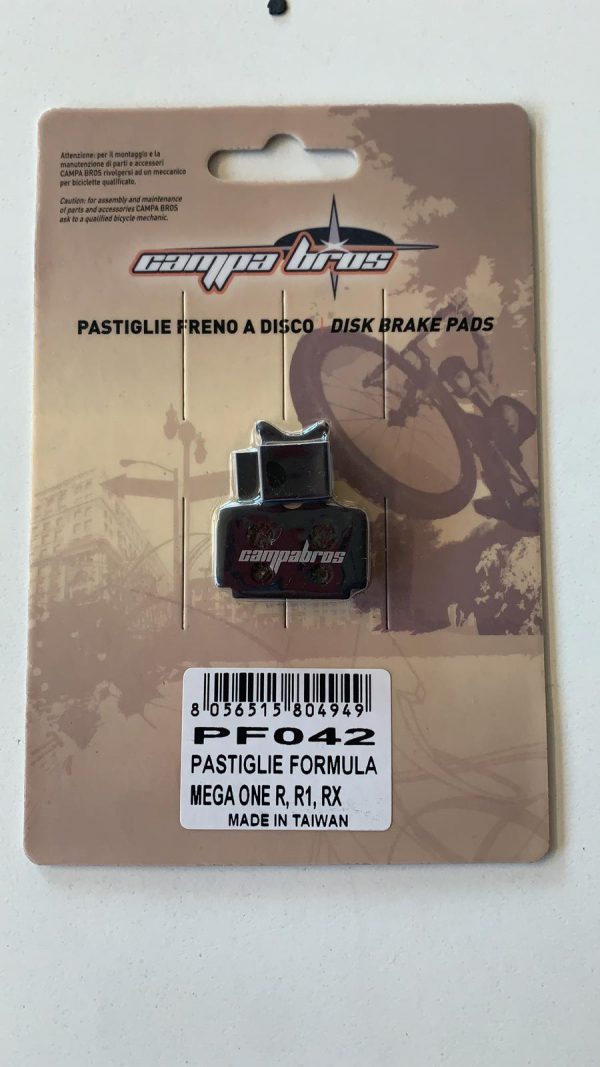 Attenzione: per il montaggio e la
manutenzione di parti e accessori
CAMPA BROS rivolgersi ad un meccanico
per biciclette qualificato.
Caution: for assembly and maintenance
of parts and accessories CAMPA BROS
ask to a qualified bicycle mechanic.
campa bros
PASTIGLIE FRENO A DISCO | DISK BRAKE PADS
campabros
8 056515 804949
PF042
PASTIGLIE FORMULA
MEGA ONE R, R1, RX
MADE IN TAIWAN